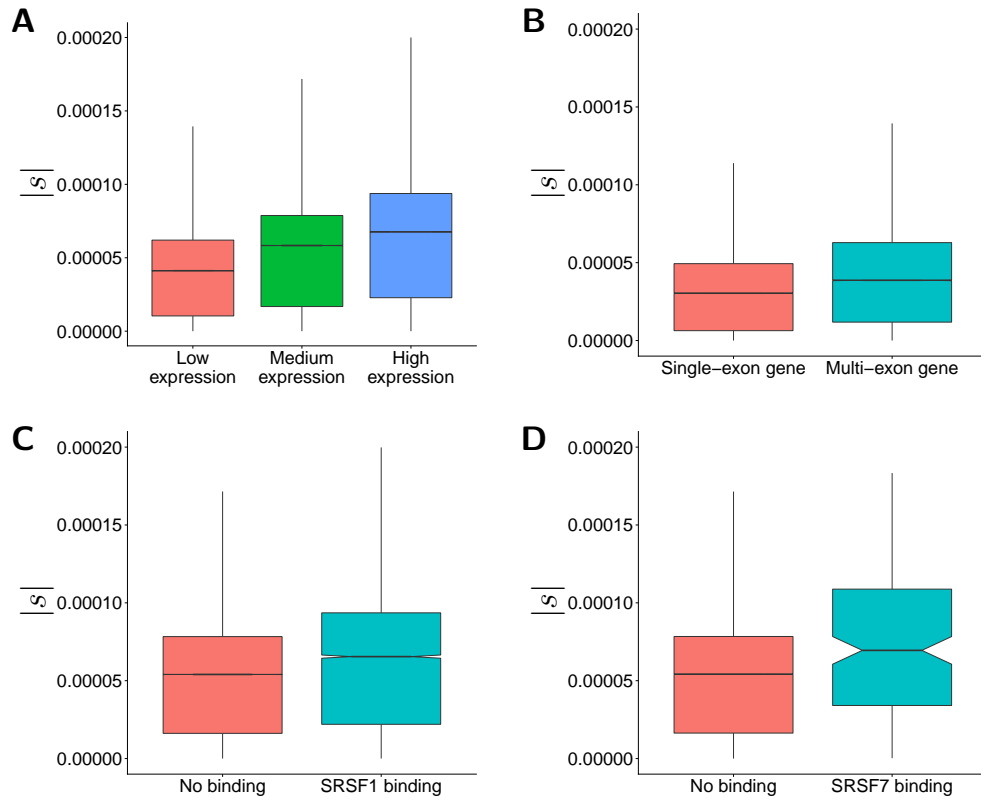 A
0.00020
0.00015
0.00010
0.00005
0.00000
|s|
Low
expression
Medium
expression
High
expression
B
0.00020
0.00015
0.00010
0.00005
0.00000
|s|
Single−exon gene
Multi−exon gene
C
0.00020
0.00015
0.00010
0.00005
0.00000
|s|
No binding
SRSF1 binding
D
0.00020
0.00015
0.00010
0.00005
0.00000
|s|
No binding
SRSF7 binding